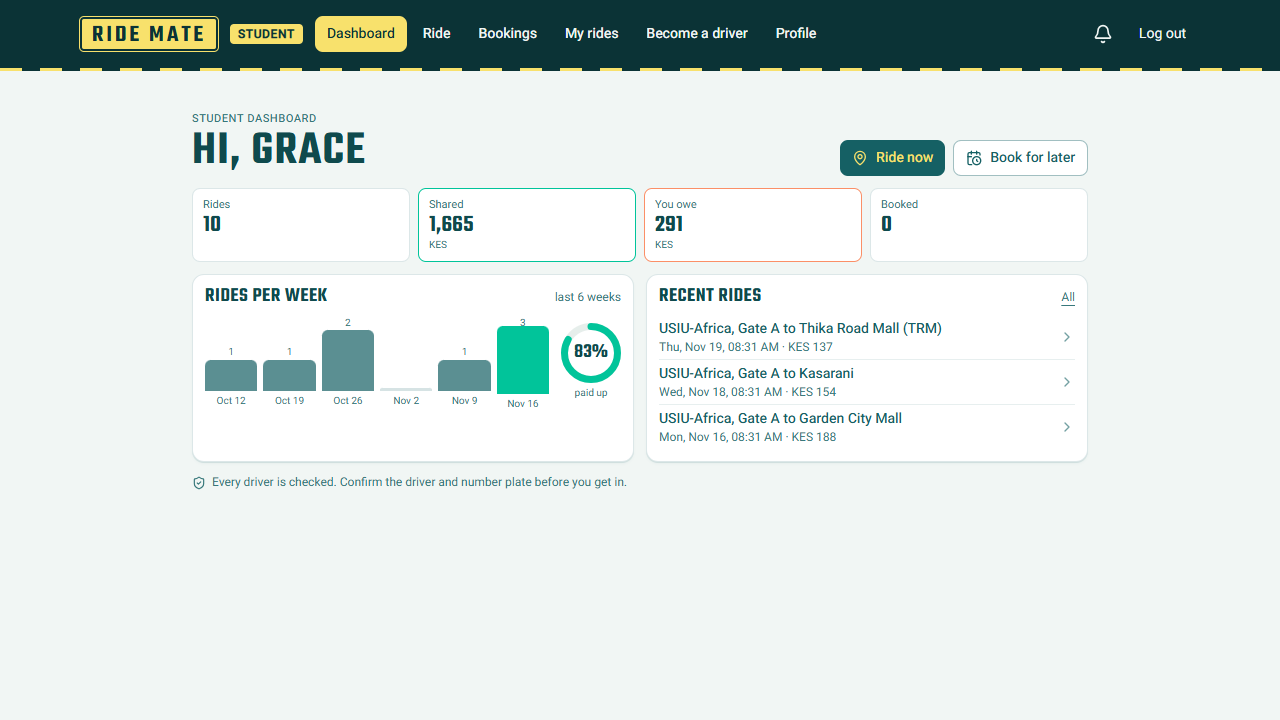 RIDE MATE STUDENT Dashboard Ride Bookings My rides Become a driver Profile Log out
STUDENT DASHBOARD
HI, GRACE
Ride now Book for later
Rides
10
Shared
1,665
KES
You owe
291
KES
Booked
0
RIDES PER WEEK last 6 weeks
1 1 2 1 3
Oct 12 Oct 19 Oct 26 Nov 2 Nov 9 Nov 16
83%
paid up
RECENT RIDES All
USIU-Africa, Gate A to Thika Road Mall (TRM)
Thu, Nov 19, 08:31 AM · KES 137
USIU-Africa, Gate A to Kasarani
Wed, Nov 18, 08:31 AM · KES 154
USIU-Africa, Gate A to Garden City Mall
Mon, Nov 16, 08:31 AM · KES 188
Every driver is checked. Confirm the driver and number plate before you get in.